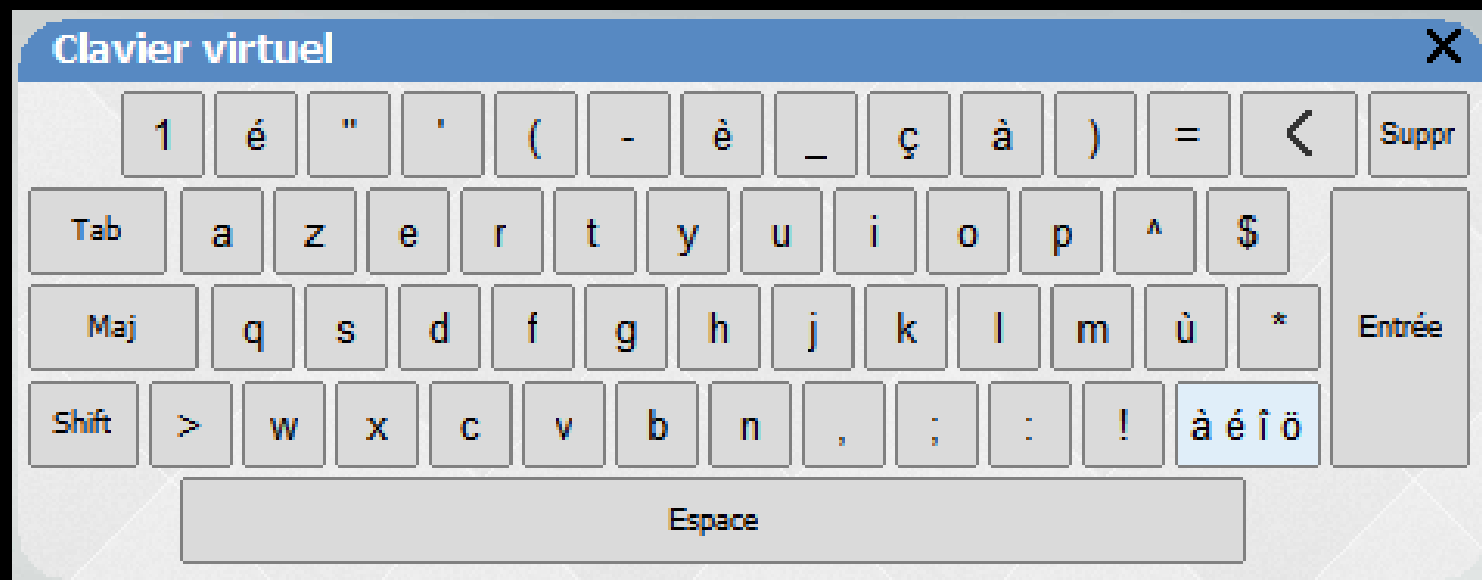 Clavier virtuel
1 é " ' ( - è _ ç à ) = Suppr
Tab a z e r t y u i o p ^ $
Maj q s d f g h j k l m ù * Entrée
Shift > w x c v b n , ; : ! à é î ö
Espace